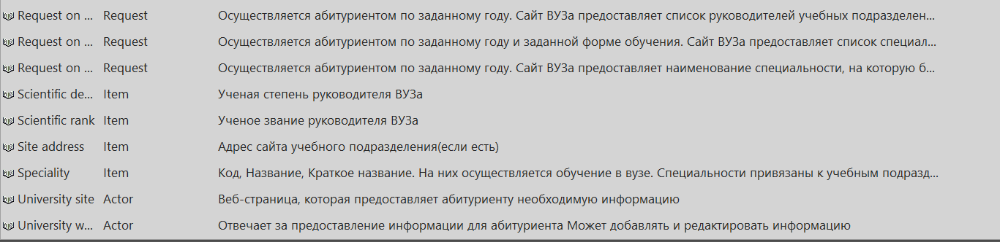 Request on ... Request Осуществляется абитуриентом по заданному году. Сайт ВУЗа предоставляет список руководителей учебных подразделен...
Request on ... Request Осуществляется абитуриентом по заданному году и заданной форме обучения. Сайт ВУЗа предоставляет список специал...
Request on ... Request Осуществляется абитуриентом по заданному году. Сайт ВУЗа предоставляет наименование специальности, на которую б...
Scientific de... Item Ученая степень руководителя ВУЗа
Scientific rank Item Ученое звание руководителя ВУЗа
Site address Item Адрес сайта учебного подразделения(если есть)
Speciality Item Код, Название, Краткое название. На них осуществляется обучение в вузе. Специальности привязаны к учебным подразд...
University site Actor Веб-страница, которая предоставляет абитуриенту необходимую информацию
University w... Actor Отвечает за предоставление информации для абитуриента Может добавлять и редактировать информацию